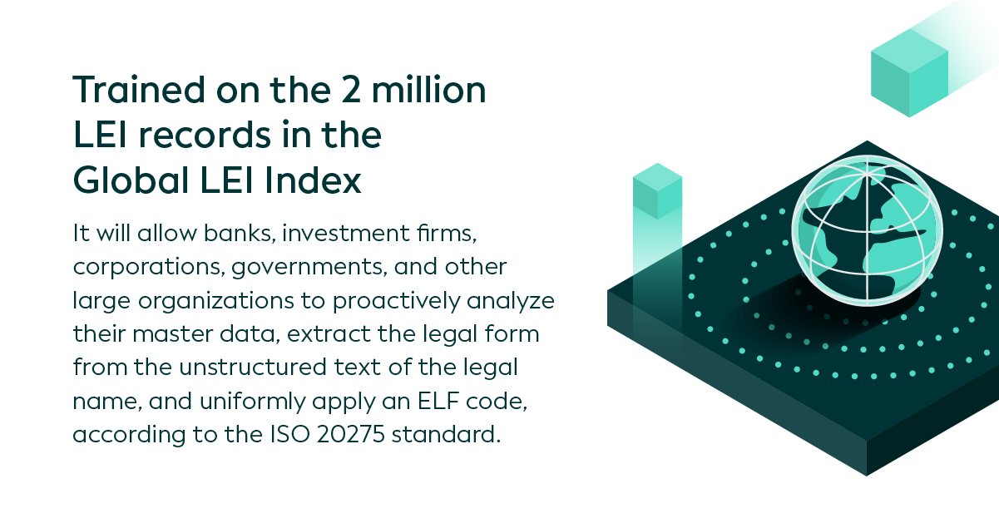 Trained on the 2 million
LEI records in the
Global LEI Index
It will allow banks, investment firms,
corporations, governments, and other
large organizations to proactively analyze
their master data, extract the legal form
from the unstructured text of the legal
name, and uniformly apply an ELF code,
according to the ISO 20275 standard.